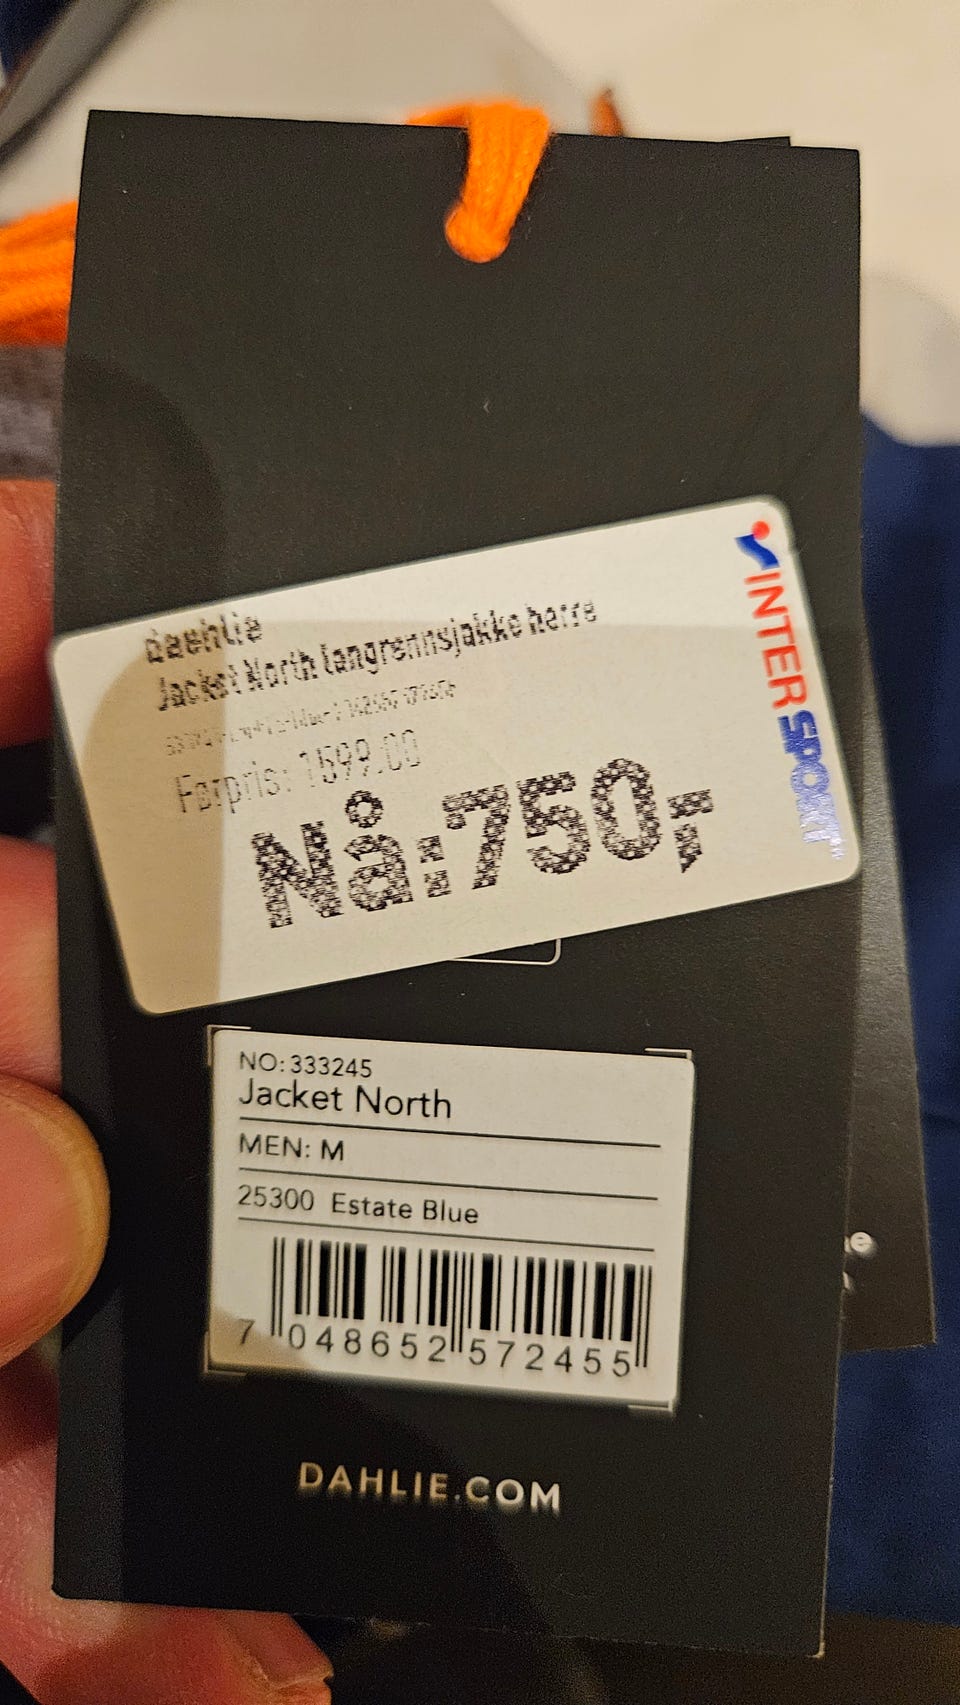 dæhlie
Jacket North langrennsjakke herre
Førpris: 1599.00
Nå:750,-
INTERSPORT
NO: 333245
Jacket North
MEN: M
25300 Estate Blue
7 048652 572455
DAHLIE.COM
e